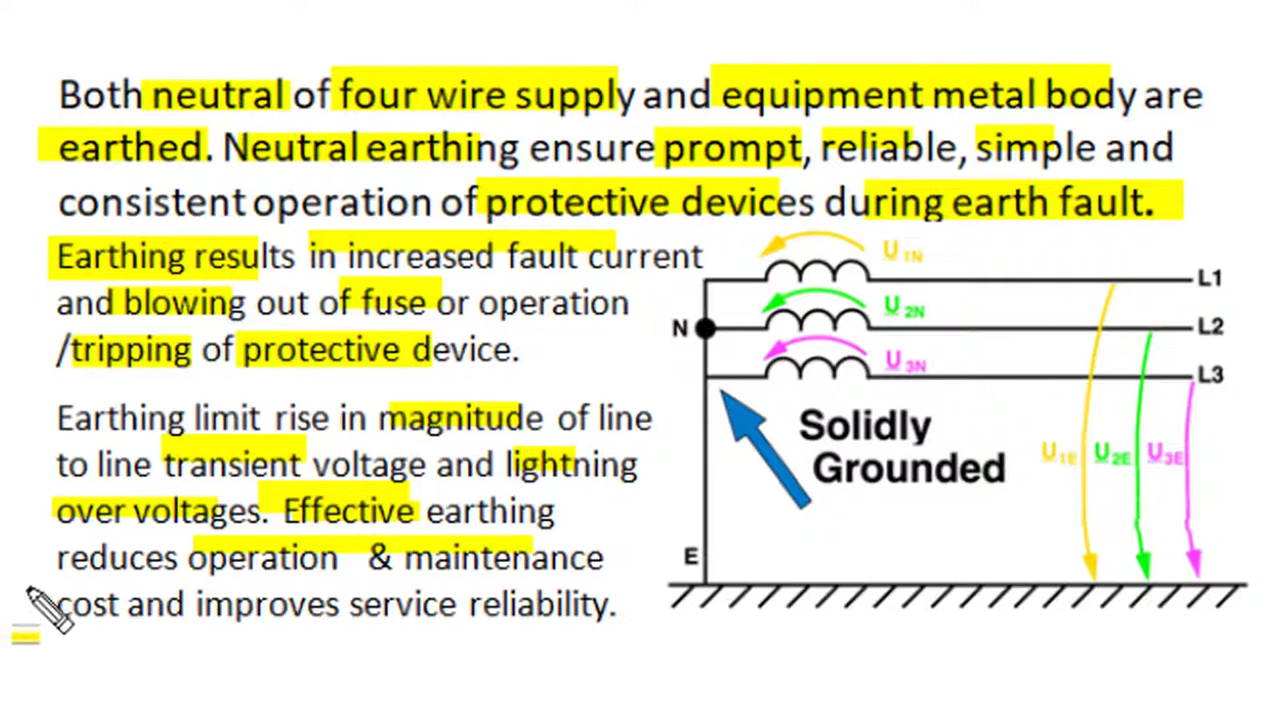 Both neutral of four wire supply and equipment metal body are
earthed. Neutral earthing ensure prompt, reliable, simple and
consistent operation of protective devices during earth fault.
Earthing results in increased fault current
and blowing out of fuse or operation
/tripping of protective device.
Earthing limit rise in magnitude of line
to line transient voltage and lightning
over voltages. Effective earthing
reduces operation & maintenance
cost and improves service reliability.
U1N
L1
U2N
N
L2
U3N
L3
Solidly
Grounded
U1E U2E U3E
E